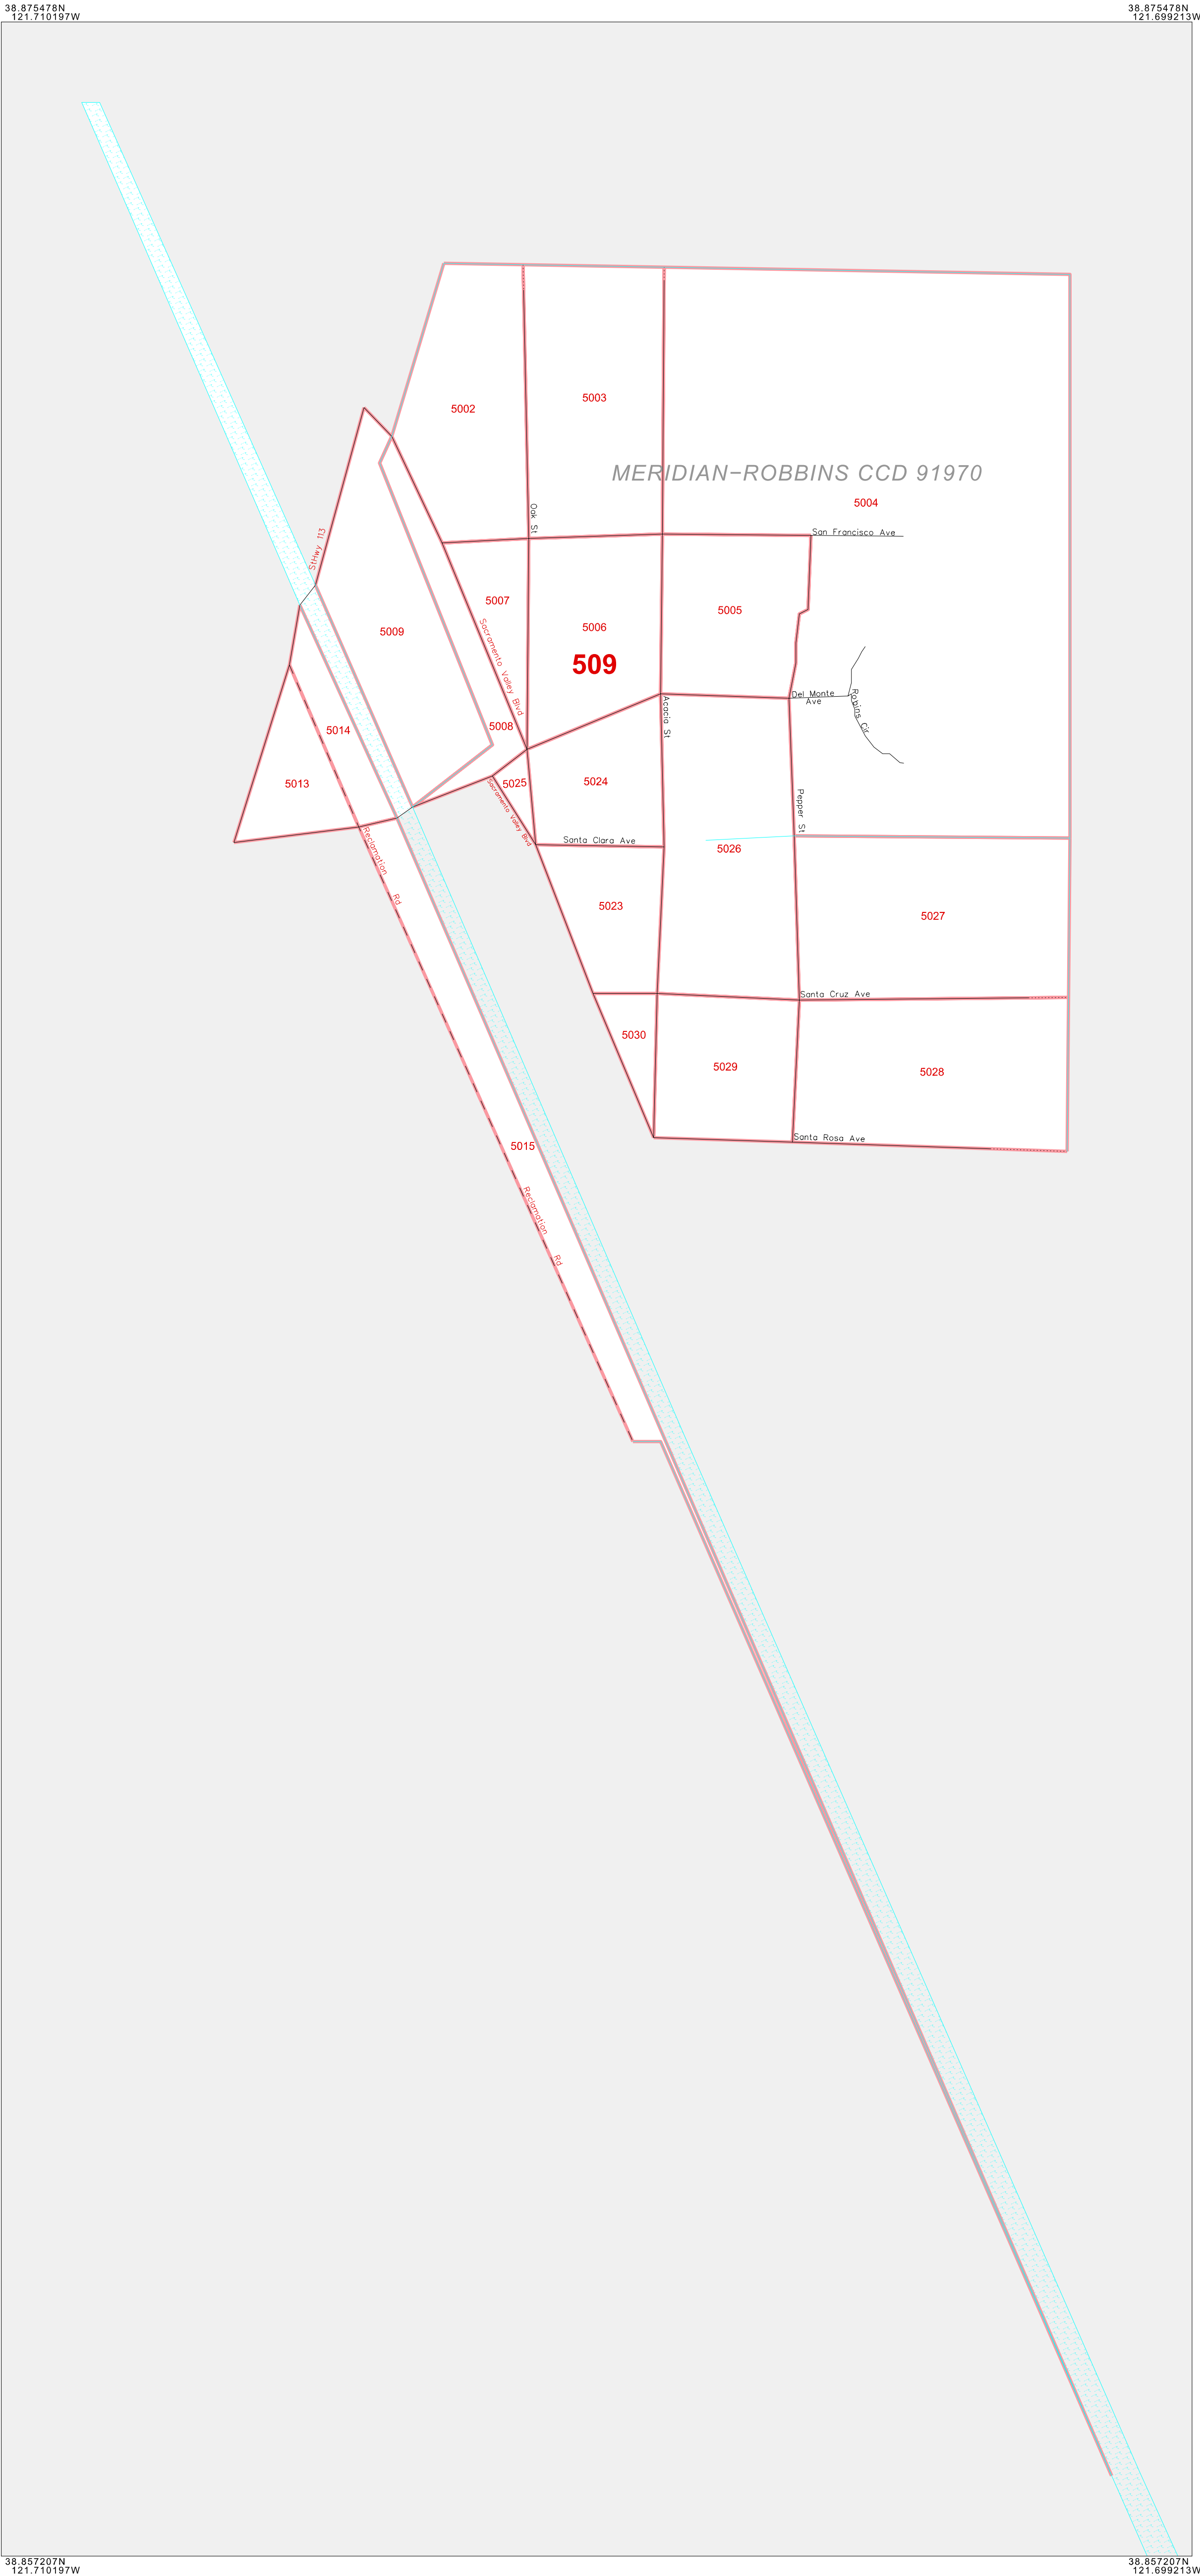 38.875478N
121.710197W
38.875478N
121.699213W
5002
5003
MERIDIAN-ROBBINS CCD 91970
5004
Oak St
San Francisco Ave
StHwy 113
5007
5005
5006
5009
509
Sacramento Valley Blvd
Del Monte
Ave
Robins Cir
Acacia St
5008
5014
5013
5025
5024
Sacramento Valley Blvd
Pepper St
Santa Clara Ave
5026
Reclamation Rd
5023
5027
Santa Cruz Ave
5030
5029
5028
Santa Rosa Ave
5015
Reclamation Rd
38.857207N
121.710197W
38.857207N
121.699213W